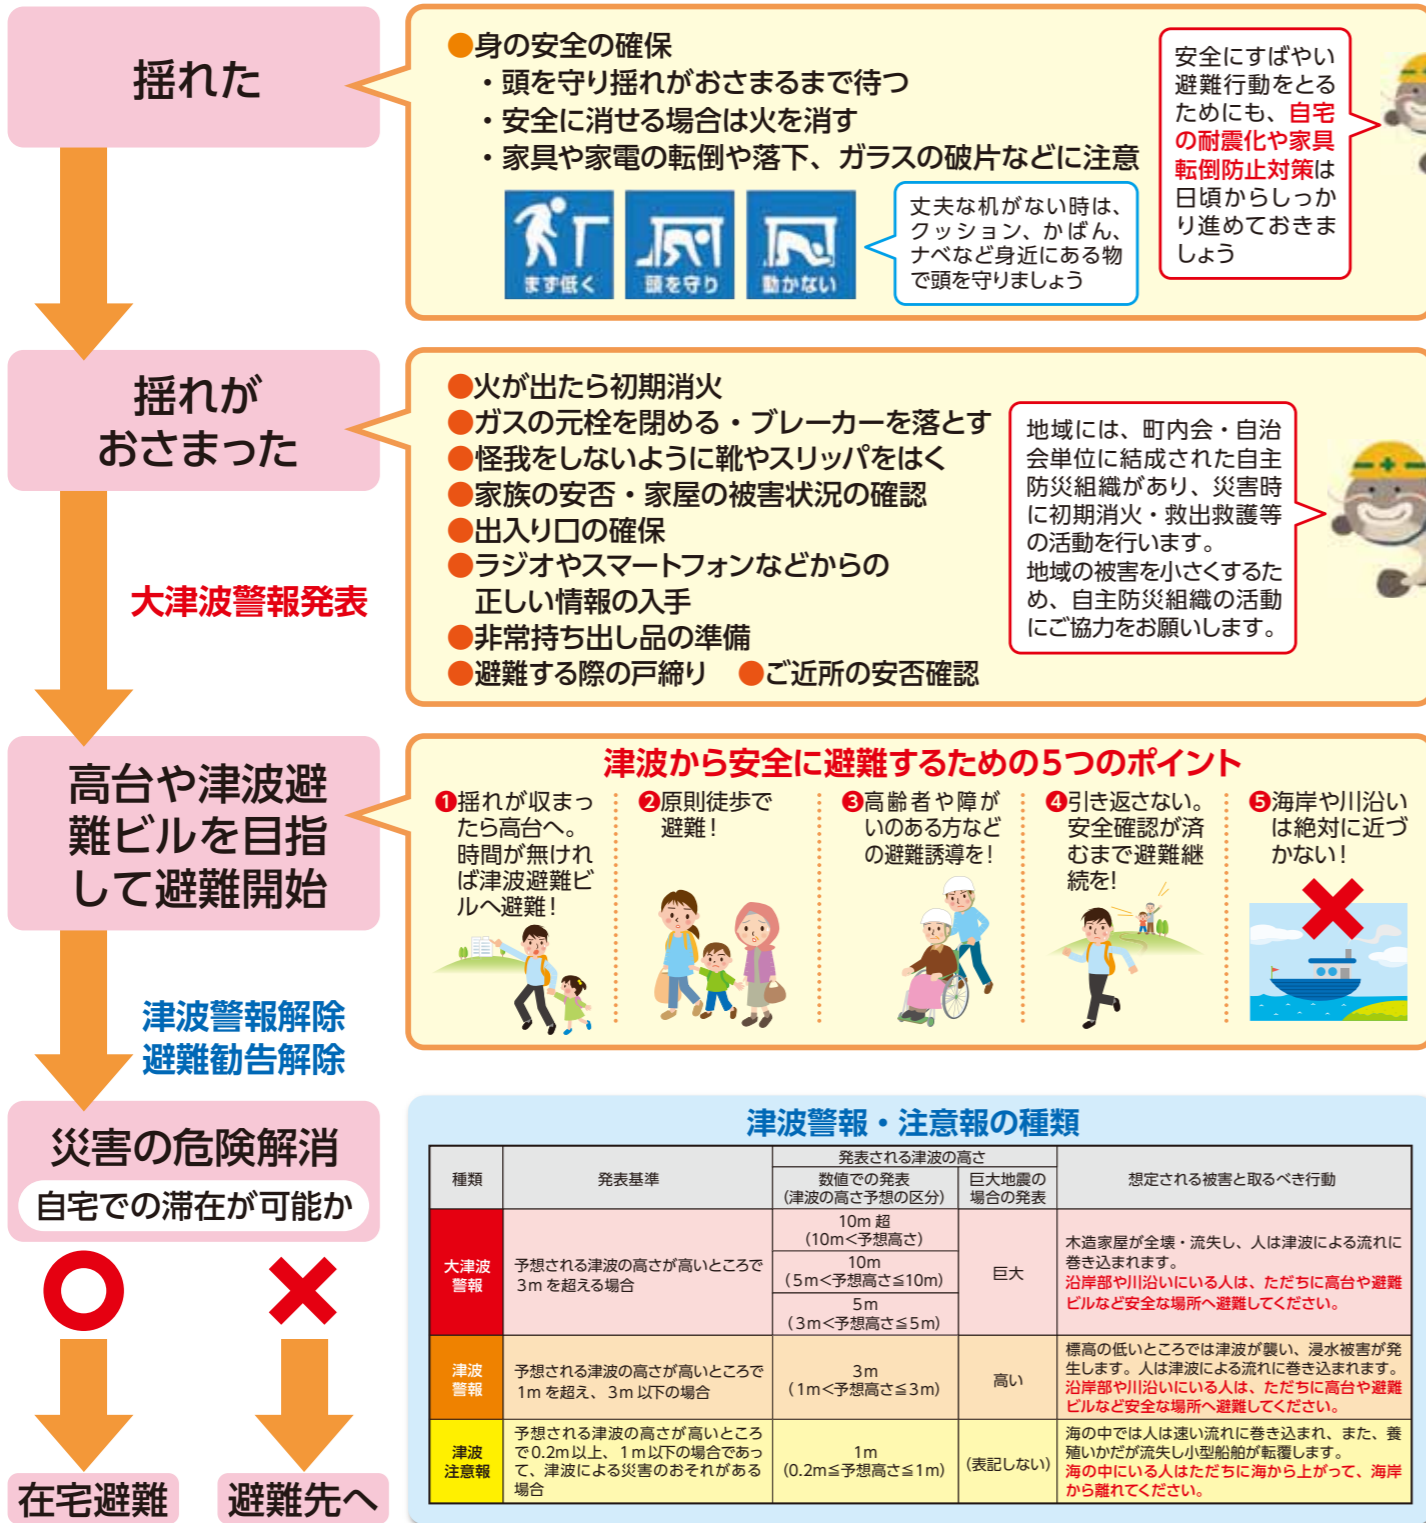 揺れた
●身の安全の確保
・頭を守り揺れがおさまるまで待つ
・安全に消せる場合は火を消す
・家具や家電の転倒や落下、ガラスの破片などに注意
まず低く
頭を守り
動かない
丈夫な机がない時は、
クッション、かばん、
ナベなど身近にある物
で頭を守りましょう
安全にすばやい
避難行動をとる
ためにも、自宅
の耐震化や家具
転倒防止対策は
日頃からしっか
り進めておきま
しょう
揺れが
おさまった
●火が出たら初期消火
●ガスの元栓を閉める・ブレーカーを落とす
●怪我をしないように靴やスリッパをはく
●家族の安否・家屋の被害状況の確認
●出入り口の確保
●ラジオやスマートフォンなどからの
正しい情報の入手
●非常持ち出し品の準備
●避難する際の戸締り ●ご近所の安否確認
地域には、町内会・自治
会単位に結成された自主
防災組織があり、災害時
に初期消火・救出救護等
の活動を行います。
地域の被害を小さくするた
め、自主防災組織の活動
にご協力をお願いします。
大津波警報発表
高台や津波避
難ビルを目指
して避難開始
津波から安全に避難するための5つのポイント
❶揺れが収まっ
たら高台へ。
時間が無けれ
ば津波避難ビ
ルへ避難！
❷原則徒歩で
避難！
❸高齢者や障が
いのある方など
の避難誘導を！
❹引き返さない。
安全確認が済
むまで避難継
続を！
❺海岸や川沿い
は絶対に近づ
かない！
津波警報解除
避難勧告解除
災害の危険解消
自宅での滞在が可能か
在宅避難
避難先へ
津波警報・注意報の種類
種類
発表基準
発表される津波の高さ
数値での発表
(津波の高さ予想の区分)
巨大地震の
場合の発表
想定される被害と取るべき行動
大津波
警報
予想される津波の高さが高いところで
3m を超える場合
10m 超
(10m＜予想高さ)
10m
(5m＜予想高さ≦10m)
5m
(3m＜予想高さ≦5m)
巨大
木造家屋が全壊・流失し、人は津波による流れに
巻き込まれます。
沿岸部や川沿いにいる人は、ただちに高台や避難
ビルなど安全な場所へ避難してください。
津波
警報
予想される津波の高さが高いところで
1m を超え、3m 以下の場合
3m
(1m＜予想高さ≦3m)
高い
標高の低いところでは津波が襲い、浸水被害が発
生します。人は津波による流れに巻き込まれます。
沿岸部や川沿いにいる人は、ただちに高台や避難
ビルなど安全な場所へ避難してください。
津波
注意報
予想される津波の高さが高いところ
で0.2m以上、1m以下の場合であっ
て、津波による災害のおそれがある
場合
1m
(0.2m≦予想高さ≦1m)
(表記しない)
海の中では人は速い流れに巻き込まれ、また、養
殖いかだが流失し小型船舶が転覆します。
海の中にいる人はただちに海から上がって、海岸
から離れてください。